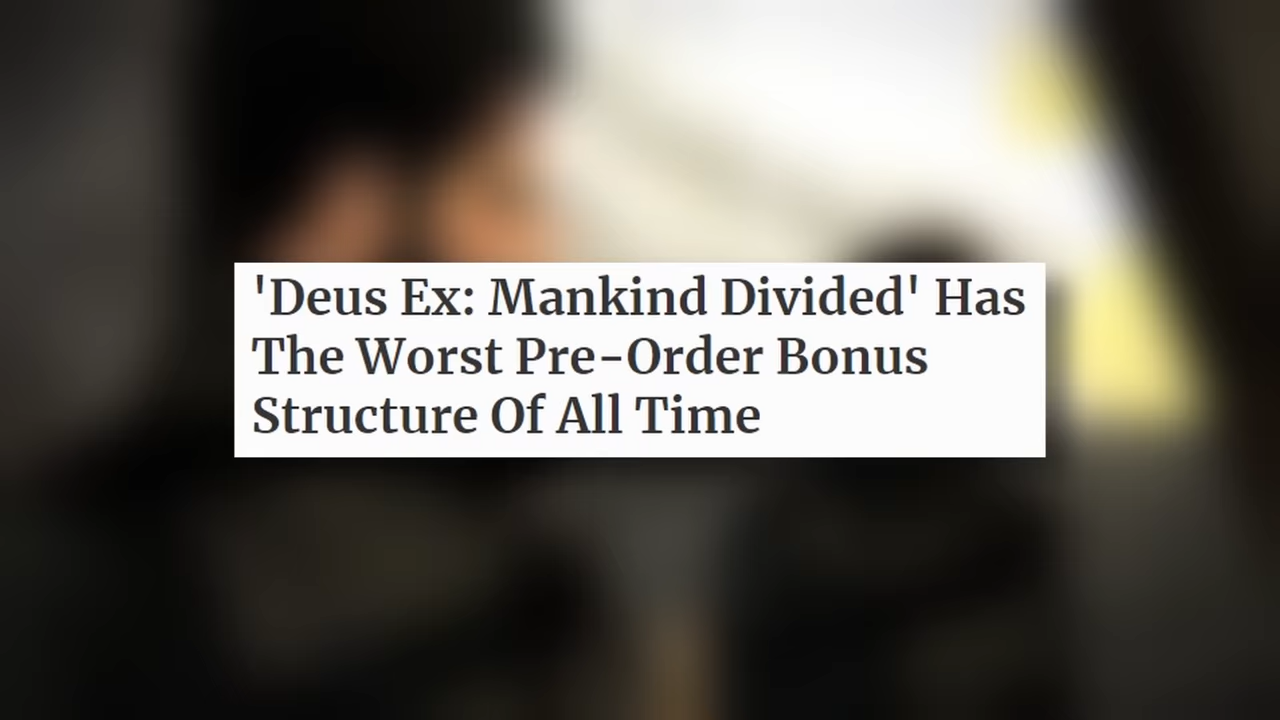 'Deus Ex: Mankind Divided' Has
The Worst Pre-Order Bonus
Structure Of All Time